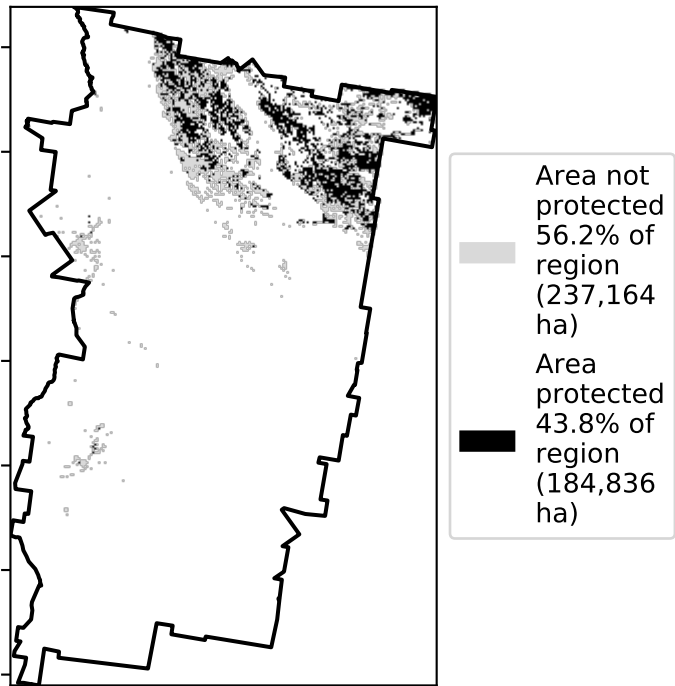 Area not
protected
56.2% of
region
(237,164
ha)
Area
protected
43.8% of
region
(184,836
ha)